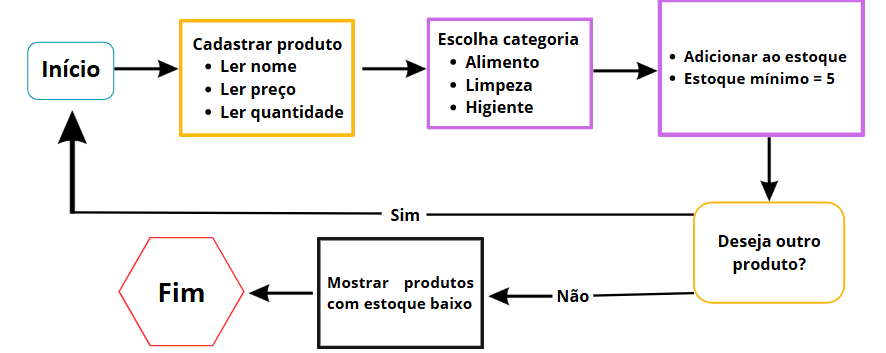 Início
Cadastrar produto
• Ler nome
• Ler preço
• Ler quantidade
Escolha categoria
• Alimento
• Limpeza
• Higiente
• Adicionar ao estoque
• Estoque mínimo = 5
Deseja outro
produto?
Sim
Não
Mostrar produtos
com estoque baixo
Fim